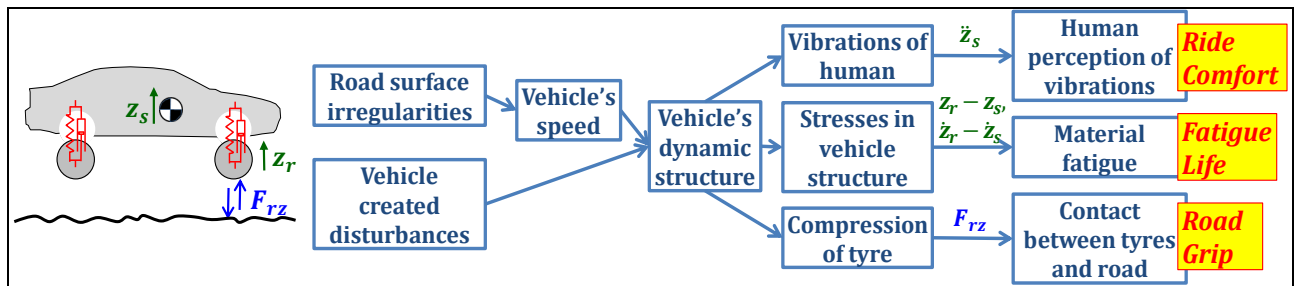 z_s
z_r
F_rz
Road surface
irregularities
Vehicle
created
disturbances
Vehicle's
speed
Vehicle's
dynamic
structure
Vibrations of
human
z̈_s
Human
perception of
vibrations
Ride
Comfort
Stresses in
vehicle
structure
z_r − z_s,
ż_r − ż_s
Material
fatigue
Fatigue
Life
Compression
of tyre
F_rz
Contact
between tyres
and road
Road
Grip